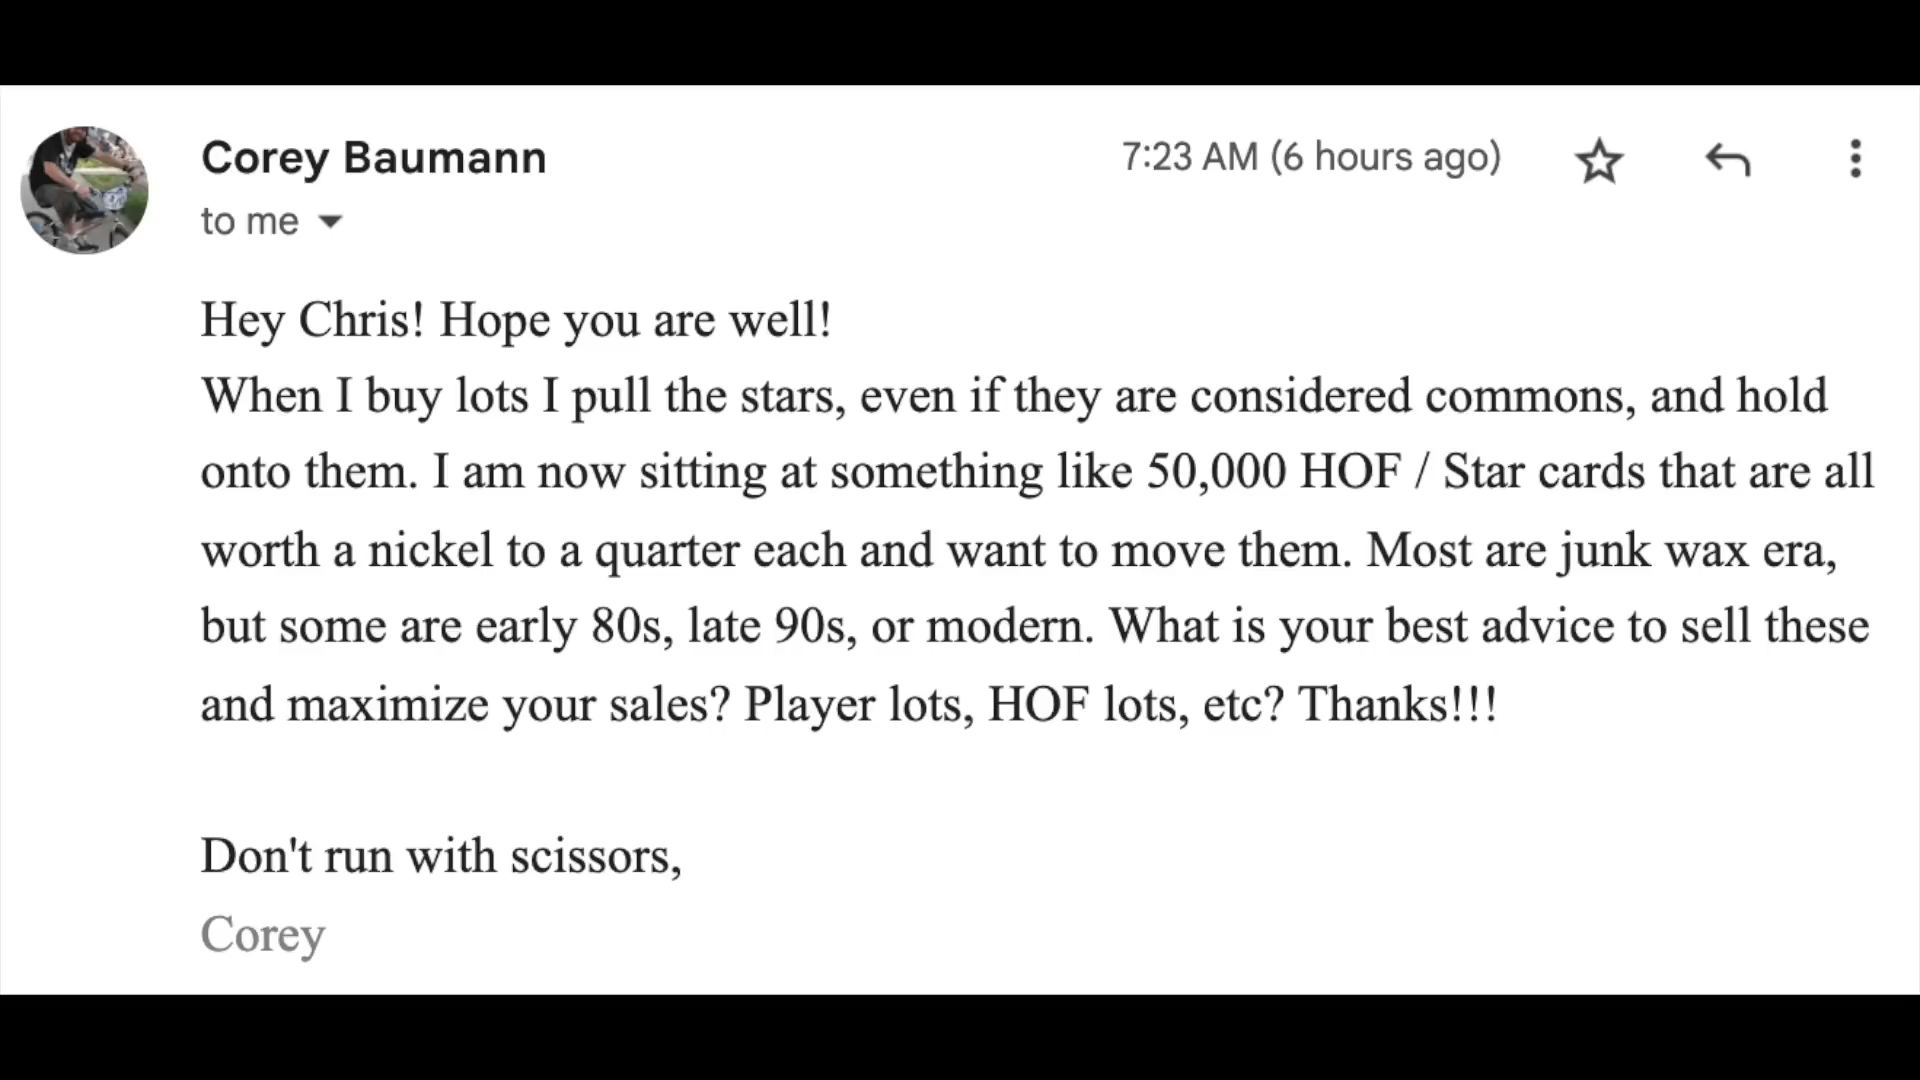 Corey Baumann
7:23 AM (6 hours ago)
to me
Hey Chris! Hope you are well!
When I buy lots I pull the stars, even if they are considered commons, and hold
onto them. I am now sitting at something like 50,000 HOF / Star cards that are all
worth a nickel to a quarter each and want to move them. Most are junk wax era,
but some are early 80s, late 90s, or modern. What is your best advice to sell these
and maximize your sales? Player lots, HOF lots, etc? Thanks!!!
Don't run with scissors,
Corey